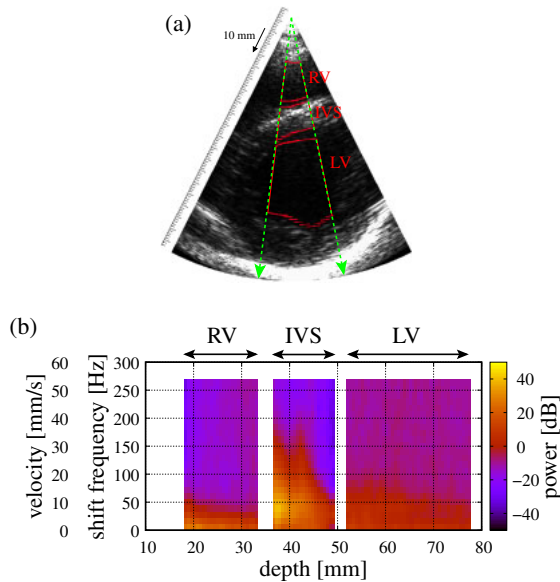 (a)
10 mm
RV
IVS
LV
(b)
RV IVS LV
velocity [mm/s]
60
50
40
30
20
10
0
shift frequency [Hz]
300
250
200
150
100
50
0
10 20 30 40 50 60 70 80
depth [mm]
40
20
0
−20
−40
power [dB]